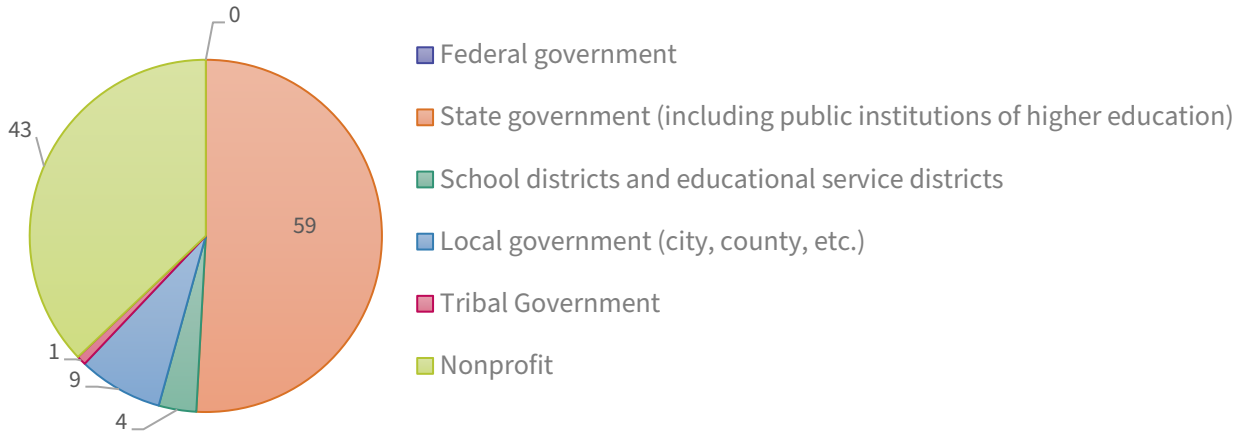 0
43
59
1
9
4
Federal government
State government (including public institutions of higher education)
School districts and educational service districts
Local government (city, county, etc.)
Tribal Government
Nonprofit